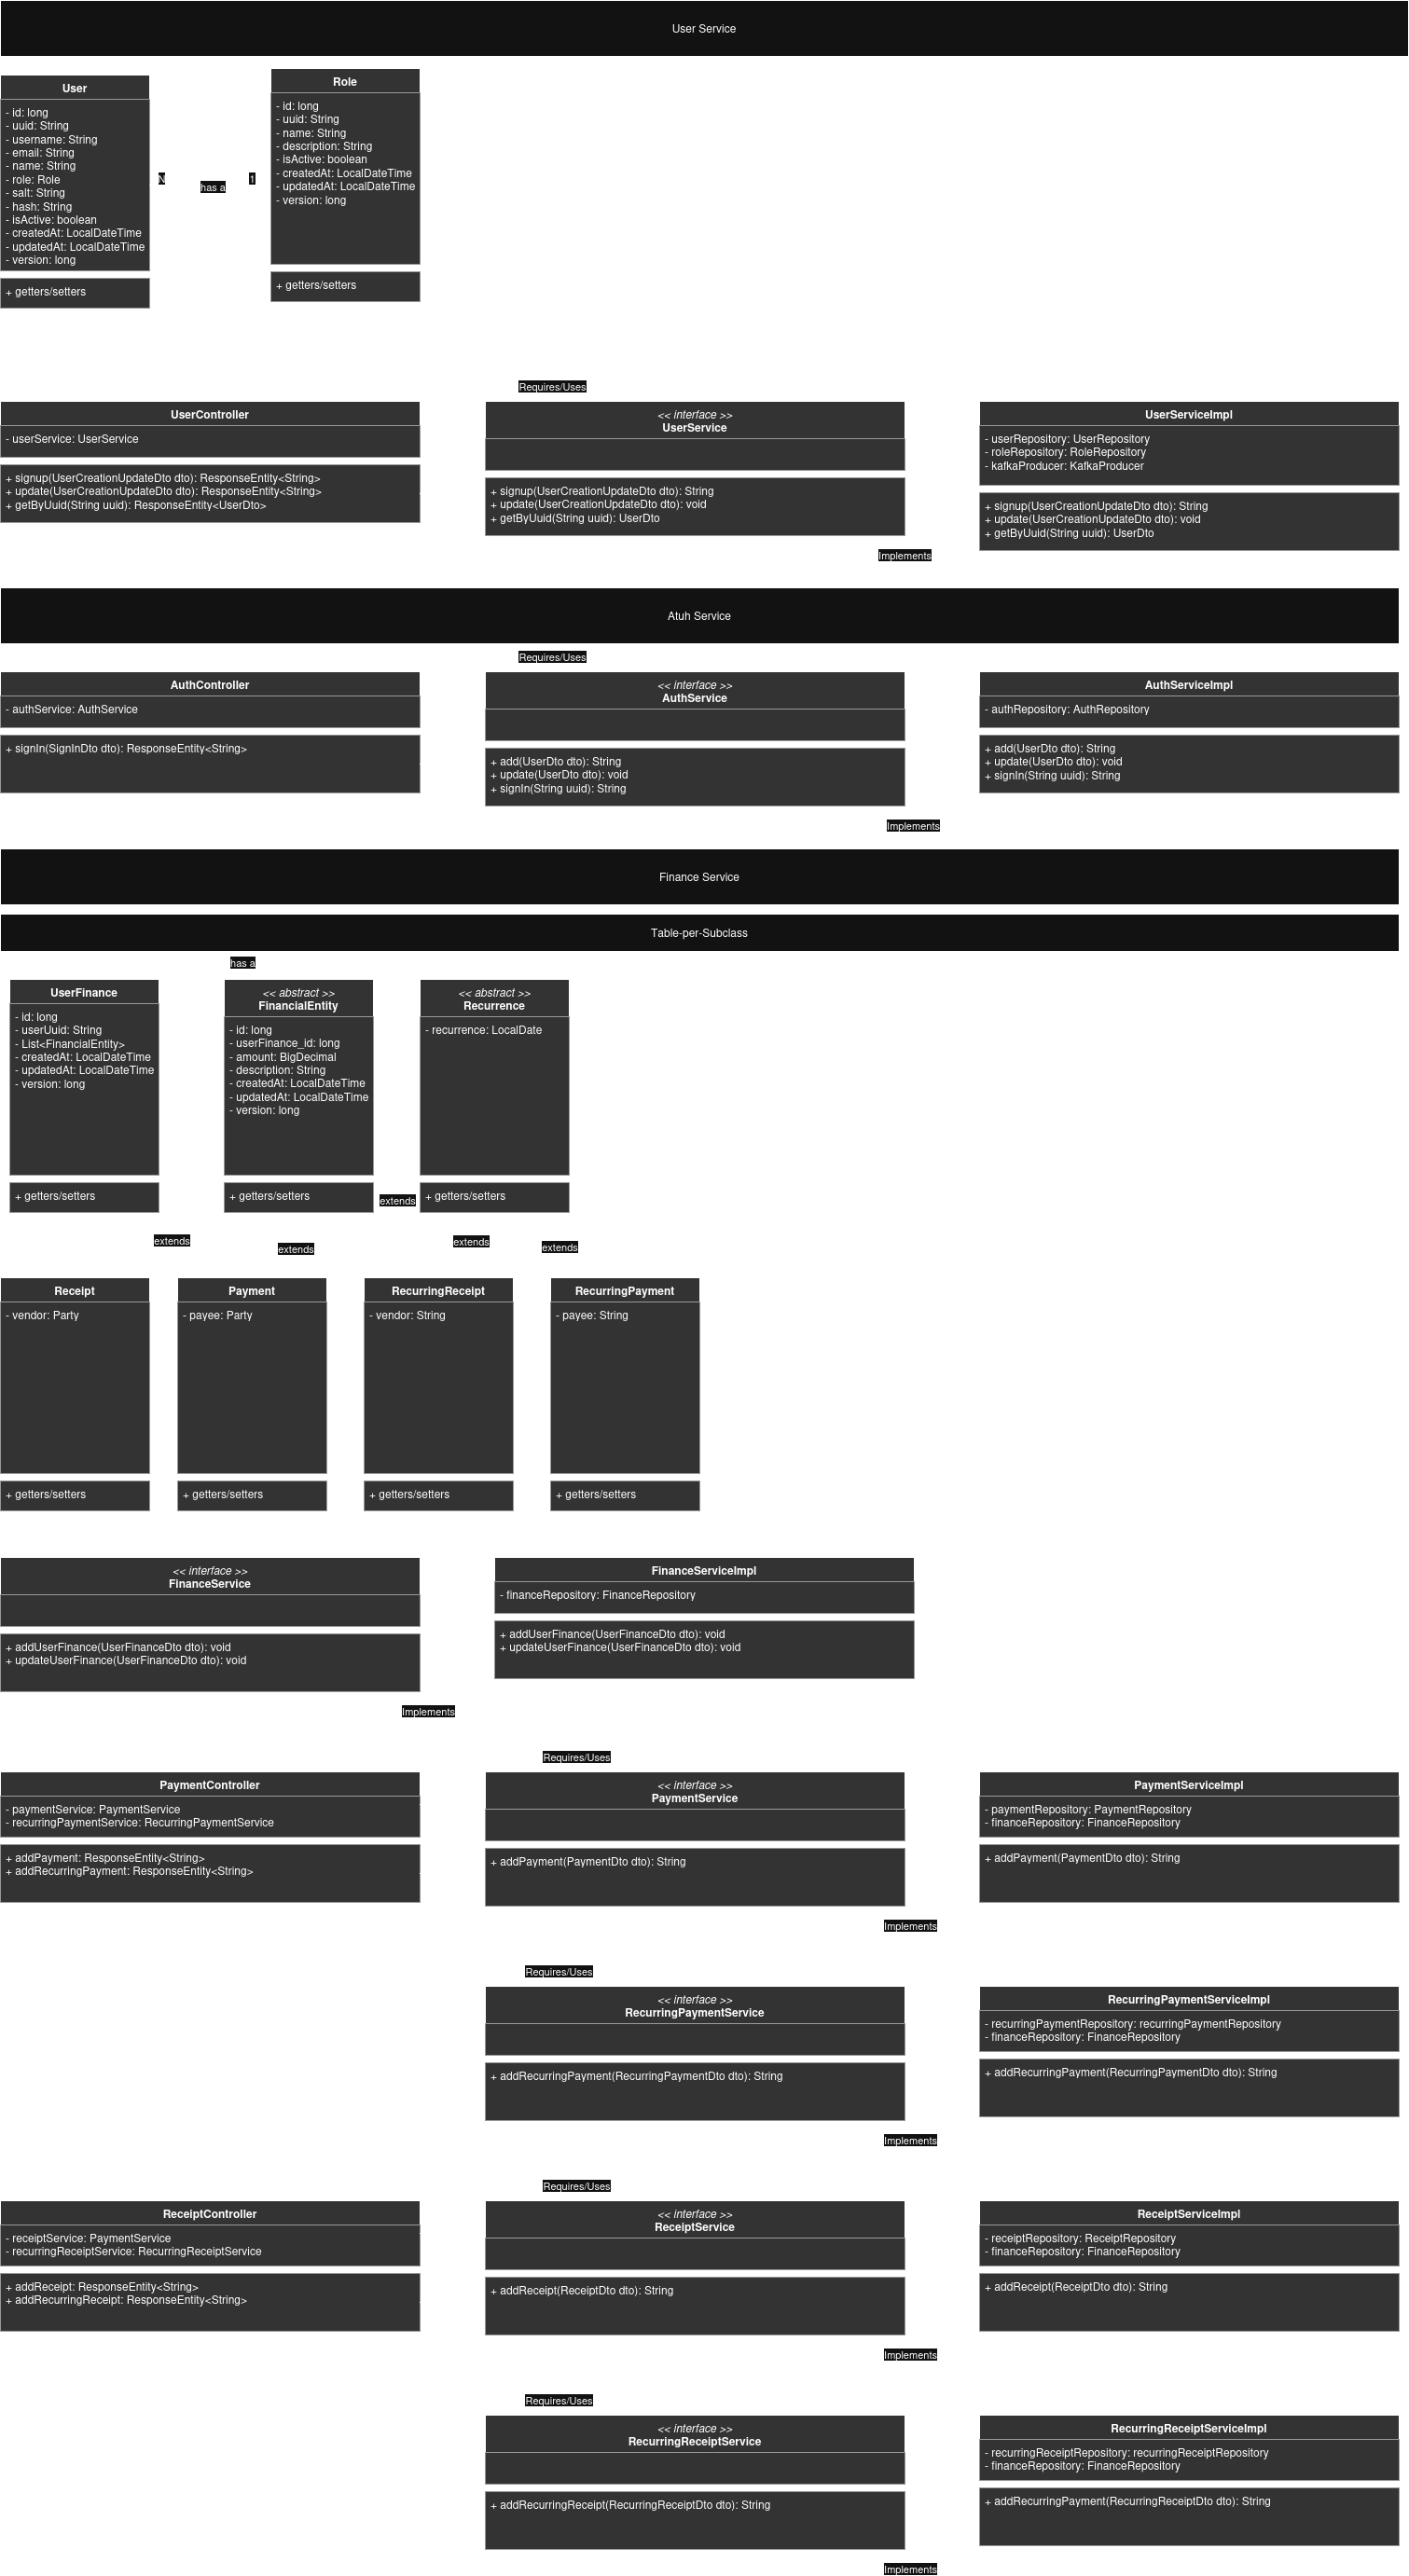 User Service
User
- id: long
- uuid: String
- username: String
- email: String
- name: String
- role: Role
- salt: String
- hash: String
- isActive: boolean
- createdAt: LocalDateTime
- updatedAt: LocalDateTime
- version: long
+ getters/setters
N
has a
1
Role
- id: long
- uuid: String
- name: String
- description: String
- isActive: boolean
- createdAt: LocalDateTime
- updatedAt: LocalDateTime
- version: long
+ getters/setters
Requires/Uses
UserController
- userService: UserService
+ signup(UserCreationUpdateDto dto): ResponseEntity<String>
+ update(UserCreationUpdateDto dto): ResponseEntity<String>
+ getByUuid(String uuid): ResponseEntity<UserDto>
<< interface >>
UserService
+ signup(UserCreationUpdateDto dto): String
+ update(UserCreationUpdateDto dto): void
+ getByUuid(String uuid): UserDto
UserServiceImpl
- userRepository: UserRepository
- roleRepository: RoleRepository
- kafkaProducer: KafkaProducer
+ signup(UserCreationUpdateDto dto): String
+ update(UserCreationUpdateDto dto): void
+ getByUuid(String uuid): UserDto
Implements
Atuh Service
Requires/Uses
AuthController
- authService: AuthService
+ signIn(SignInDto dto): ResponseEntity<String>
<< interface >>
AuthService
+ add(UserDto dto): String
+ update(UserDto dto): void
+ signIn(String uuid): String
AuthServiceImpl
- authRepository: AuthRepository
+ add(UserDto dto): String
+ update(UserDto dto): void
+ signIn(String uuid): String
Implements
Finance Service
Table-per-Subclass
has a
UserFinance
- id: long
- userUuid: String
- List<FinancialEntity>
- createdAt: LocalDateTime
- updatedAt: LocalDateTime
- version: long
+ getters/setters
<< abstract >>
FinancialEntity
- id: long
- userFinance_id: long
- amount: BigDecimal
- description: String
- createdAt: LocalDateTime
- updatedAt: LocalDateTime
- version: long
+ getters/setters
extends
<< abstract >>
Recurrence
- recurrence: LocalDate
+ getters/setters
extends
extends
extends
extends
Receipt
- vendor: Party
+ getters/setters
Payment
- payee: Party
+ getters/setters
RecurringReceipt
- vendor: String
+ getters/setters
RecurringPayment
- payee: String
+ getters/setters
<< interface >>
FinanceService
+ addUserFinance(UserFinanceDto dto): void
+ updateUserFinance(UserFinanceDto dto): void
FinanceServiceImpl
- financeRepository: FinanceRepository
+ addUserFinance(UserFinanceDto dto): void
+ updateUserFinance(UserFinanceDto dto): void
Implements
Requires/Uses
PaymentController
- paymentService: PaymentService
- recurringPaymentService: RecurringPaymentService
+ addPayment: ResponseEntity<String>
+ addRecurringPayment: ResponseEntity<String>
<< interface >>
PaymentService
+ addPayment(PaymentDto dto): String
PaymentServiceImpl
- paymentRepository: PaymentRepository
- financeRepository: FinanceRepository
+ addPayment(PaymentDto dto): String
Implements
Requires/Uses
<< interface >>
RecurringPaymentService
+ addRecurringPayment(RecurringPaymentDto dto): String
RecurringPaymentServiceImpl
- recurringPaymentRepository: recurringPaymentRepository
- financeRepository: FinanceRepository
+ addRecurringPayment(RecurringPaymentDto dto): String
Implements
Requires/Uses
ReceiptController
- receiptService: PaymentService
- recurringReceiptService: RecurringReceiptService
+ addReceipt: ResponseEntity<String>
+ addRecurringReceipt: ResponseEntity<String>
<< interface >>
ReceiptService
+ addReceipt(ReceiptDto dto): String
ReceiptServiceImpl
- receiptRepository: ReceiptRepository
- financeRepository: FinanceRepository
+ addReceipt(ReceiptDto dto): String
Implements
Requires/Uses
<< interface >>
RecurringReceiptService
+ addRecurringReceipt(RecurringReceiptDto dto): String
RecurringReceiptServiceImpl
- recurringReceiptRepository: recurringReceiptRepository
- financeRepository: FinanceRepository
+ addRecurringPayment(RecurringReceiptDto dto): String
Implements